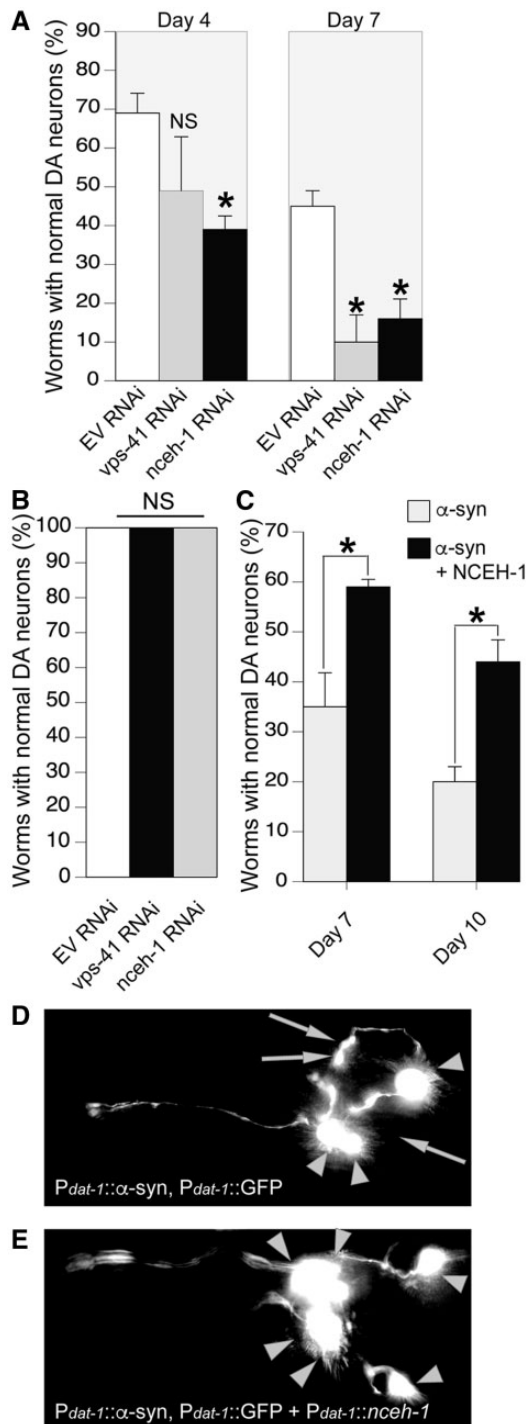 A
Day 4
Day 7
Worms with normal DA neurons (%)
90
80
70
60
50
40
30
20
10
0
NS
*
*
*
EV RNAi
vps-41 RNAi
nceh-1 RNAi
EV RNAi
vps-41 RNAi
nceh-1 RNAi
B
NS
Worms with normal DA neurons (%)
100
90
80
70
60
50
40
30
20
10
0
EV RNAi
vps-41 RNAi
nceh-1 RNAi
C
α-syn
α-syn
+ NCEH-1
Worms with normal DA neurons (%)
70
60
50
40
30
20
10
0
*
*
Day 7
Day 10
D
Pdat-1::α-syn, Pdat-1::GFP
E
Pdat-1::α-syn, Pdat-1::GFP + Pdat-1::nceh-1